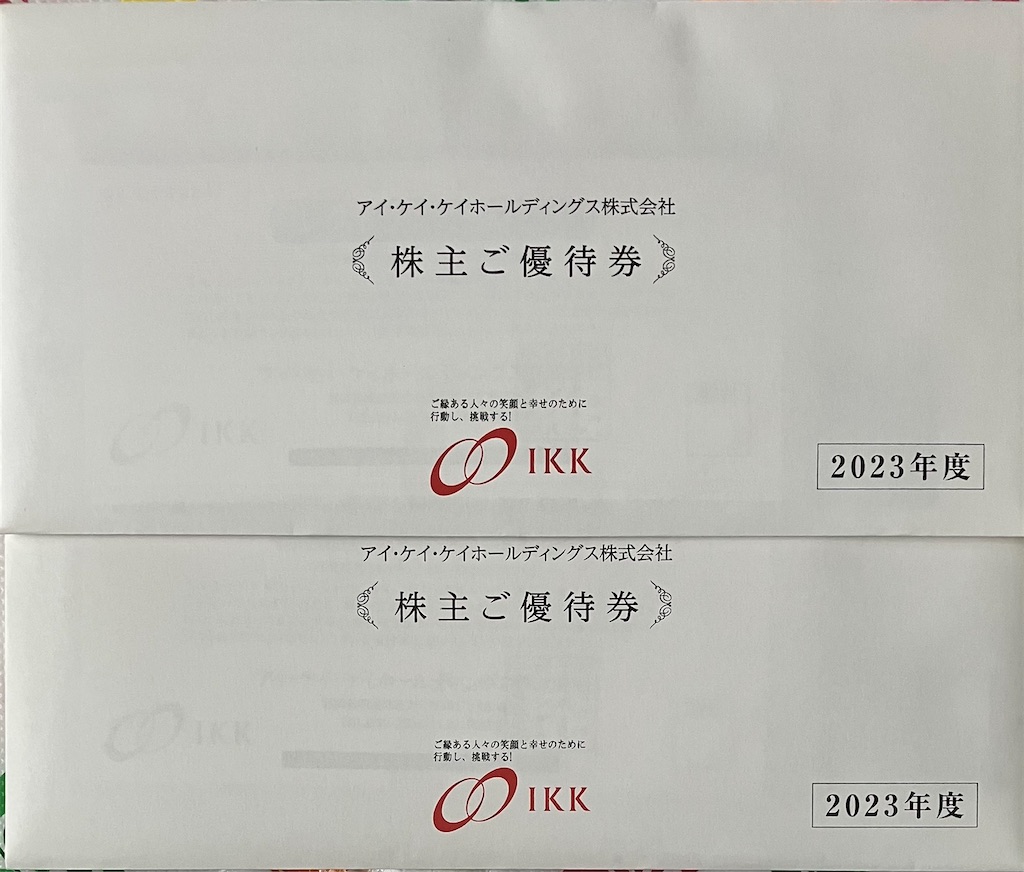 アイ・ケイ・ケイホールディングス株式会社
株主ご優待券
ご縁ある人々の笑顔と幸せのために
行動し、挑戦する!
IKK
2023年度
アイ・ケイ・ケイホールディングス株式会社
株主ご優待券
ご縁ある人々の笑顔と幸せのために
行動し、挑戦する!
IKK
2023年度